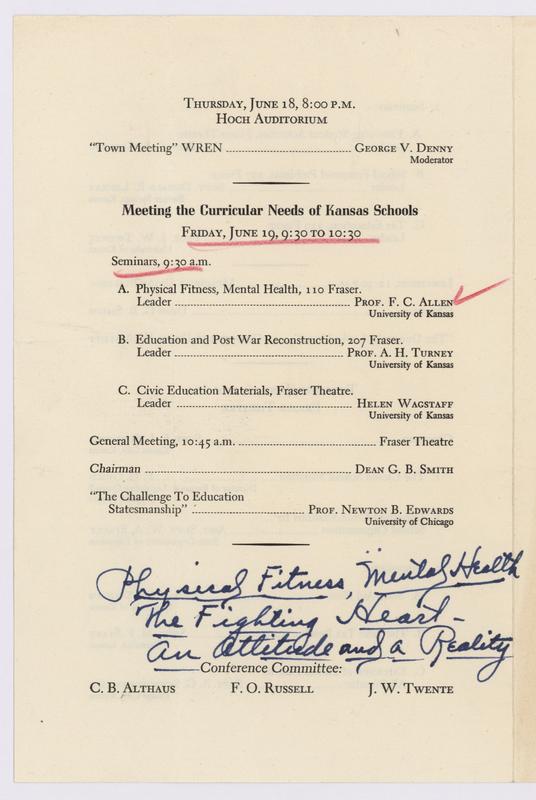 Thursday, June 18, 8:00 p.m.
Hoch Auditorium
"Town Meeting" WREN ........ George V. Denny
Moderator
Meeting the Curricular Needs of Kansas Schools
Friday, June 19, 9:30 to 10:30
Seminars, 9:30 a.m.
A. Physical Fitness, Mental Health, 110 Fraser.
Leader ........ Prof. F. C. Allen
University of Kansas
B. Education and Post War Reconstruction, 207 Fraser.
Leader ........ Prof. A. H. Turney
University of Kansas
C. Civic Education Materials, Fraser Theatre.
Leader ........ Helen Wagstaff
University of Kansas
General Meeting, 10:45 a.m. ........ Fraser Theatre
Chairman ........ Dean G. B. Smith
"The Challenge To Education
Statesmanship" ........ Prof. Newton B. Edwards
University of Chicago
Physical Fitness, Mental Health
The Fighting Heart -
An Attitude and a Reality
Conference Committee:
C. B. Althaus F. O. Russell J. W. Twente